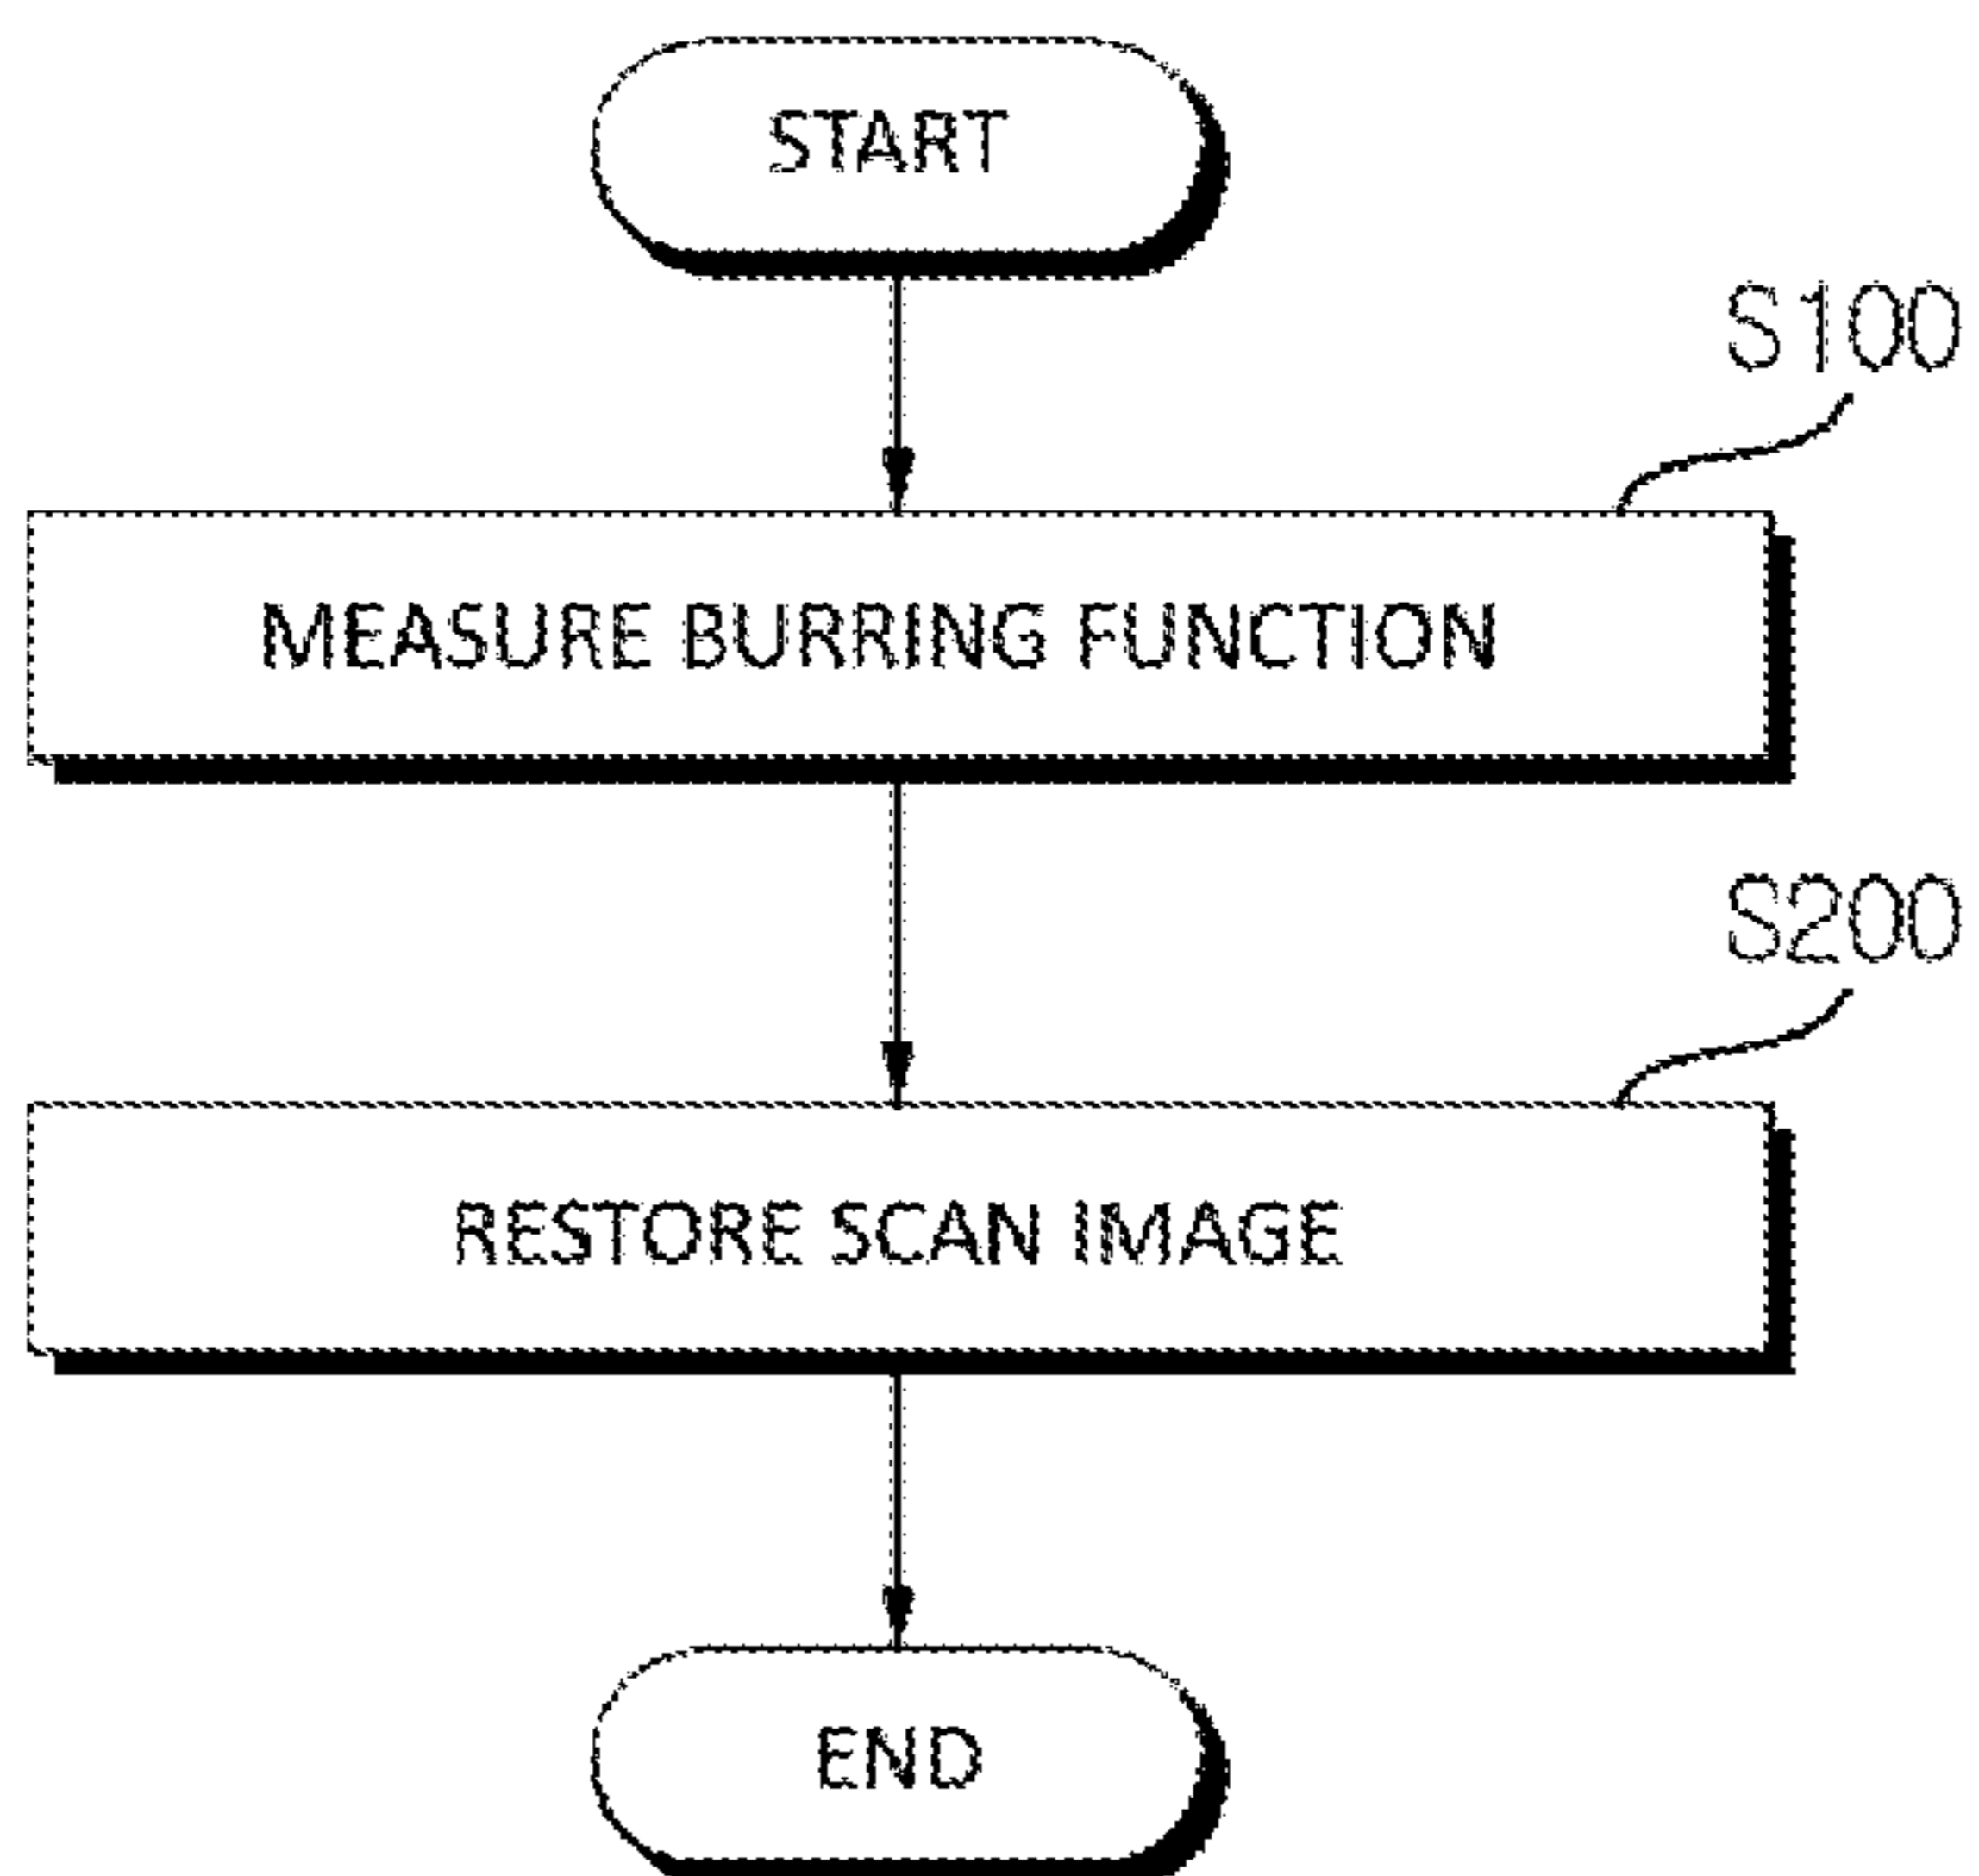 START
S100
MEASURE BURRING FUNCTION
S200
RESTORE SCAN IMAGE
END